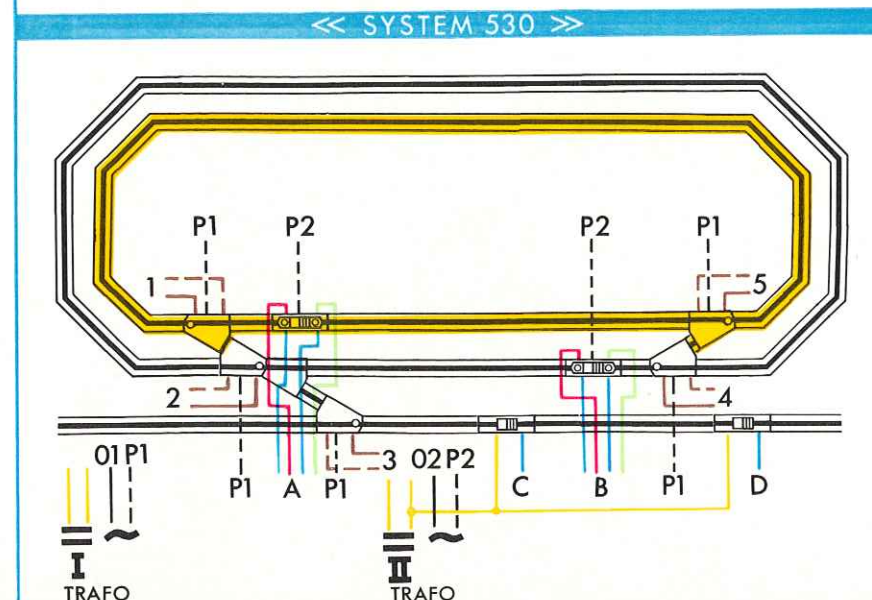 << SYSTEM 530 >>
P1 P2 P2 P1
1 5
2 4
3
01 P1 02 P2
P1 A P1 C B P1 D
I II
TRAFO TRAFO